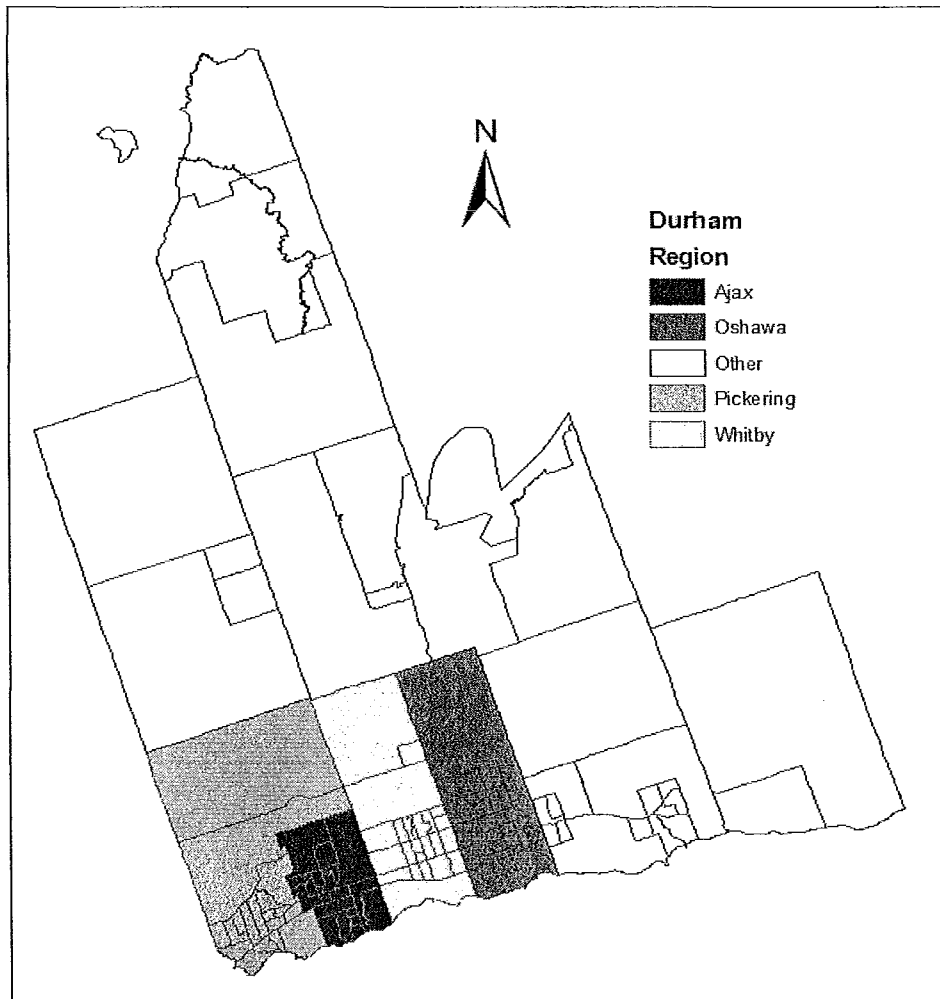 N
Durham
Region
Ajax
Oshawa
Other
Pickering
Whitby